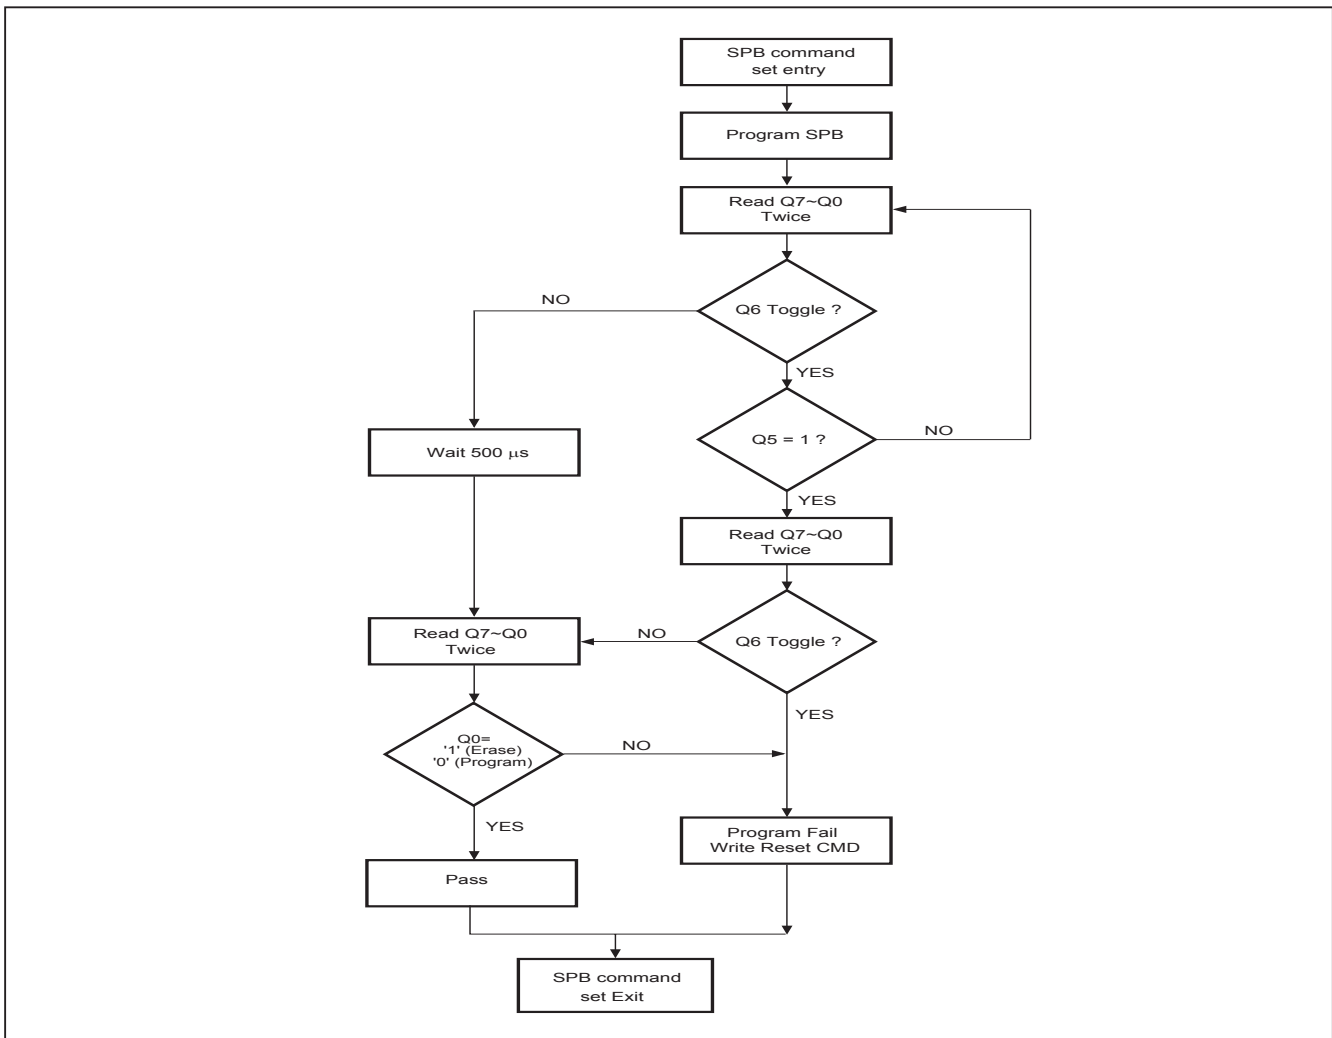 SPB command
set entry
Program SPB
Read Q7~Q0
Twice
Q6 Toggle ?
NO
YES
Q5 = 1 ?
NO
Wait 500 μs
YES
Read Q7~Q0
Twice
Q6 Toggle ?
NO
Read Q7~Q0
Twice
YES
Q0=
'1' (Erase)
'0' (Program)
NO
YES
Program Fail
Write Reset CMD
Pass
SPB command
set Exit